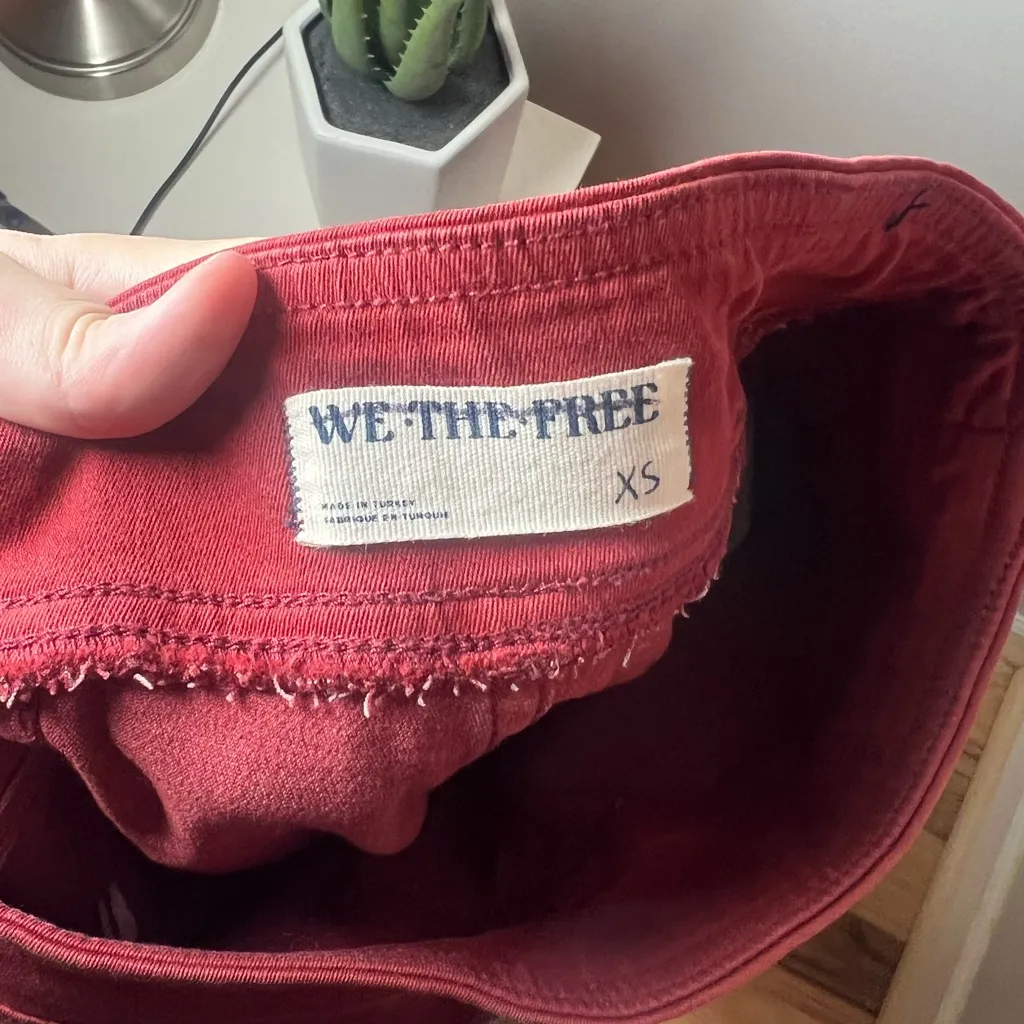 WE·THE·FREE
XS
MADE IN TURKEY
FABRIQUE EN TURQUIE